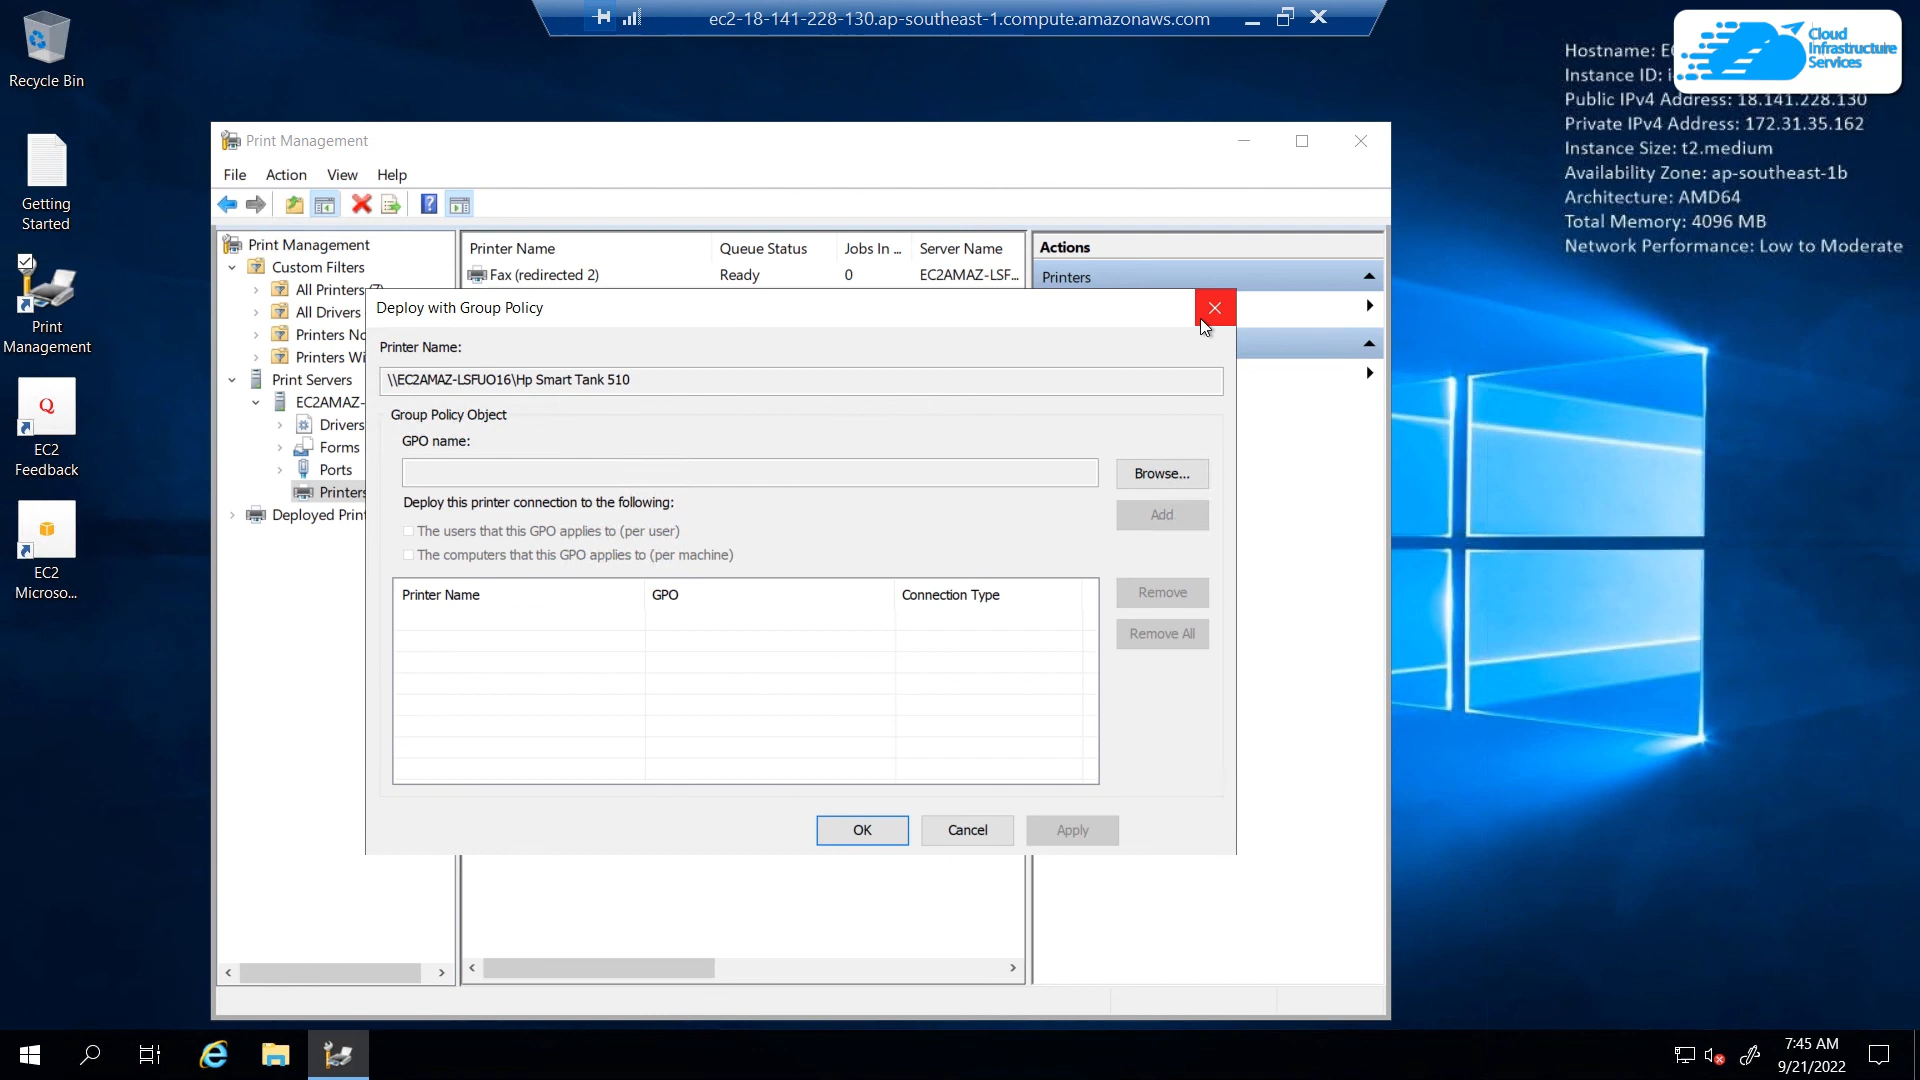 ec2-18-141-228-130.ap-southeast-1.compute.amazonaws.com
Cloud
Infrastructure
Services
Hostname:
Instance ID:
Public IPv4 Address: 18.141.228.130
Private IPv4 Address: 172.31.35.162
Instance Size: t2.medium
Availability Zone: ap-southeast-1b
Architecture: AMD64
Total Memory: 4096 MB
Network Performance: Low to Moderate
Recycle Bin
Getting
Started
Print
Management
EC2
Feedback
EC2
Microso...
Print Management
File Action View Help
Print Management
Custom Filters
All Printers
All Drivers
Printers
Printers
Print Servers
EC2AMAZ-
Drivers
Forms
Ports
Printers
Deployed
Printer Name Queue Status Jobs In ... Server Name
Fax (redirected 2) Ready 0 EC2AMAZ-LSF...
Actions
Printers
Deploy with Group Policy
Printer Name:
\\EC2AMAZ-LSFUO16\Hp Smart Tank 510
Group Policy Object
GPO name:
Browse...
Deploy this printer connection to the following:
Add
The users that this GPO applies to (per user)
The computers that this GPO applies to (per machine)
Printer Name GPO Connection Type
Remove
Remove All
OK Cancel Apply
7:45 AM
9/21/2022